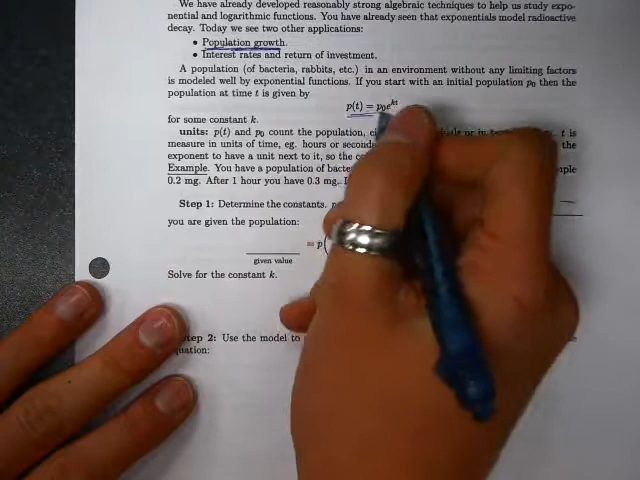 We have already developed reasonably strong algebraic techniques to help us study expo-
nential and logarithmic functions. You have already seen that exponentials model radioactive
decay. Today we see two other applications:
• Population growth.
• Interest rates and return of investment.
A population (of bacteria, rabbits, etc.) in an environment without any limiting factors
is modeled well by exponential functions. If you start with an initial population p₀ then the
population at time t is given by
p(t) = p₀eᵏᵗ
for some constant k.
units: p(t) and p₀ count the population, t is
measure in units of time, eg. hours or seconds the
exponent to have a unit next to it, so the
Example. You have a population of
0.2 mg. After 1 hour you have 0.3 mg.
Step 1: Determine the constants.
you are given the population:
= p(
given value
Solve for the constant k.
Step 2: Use the model to